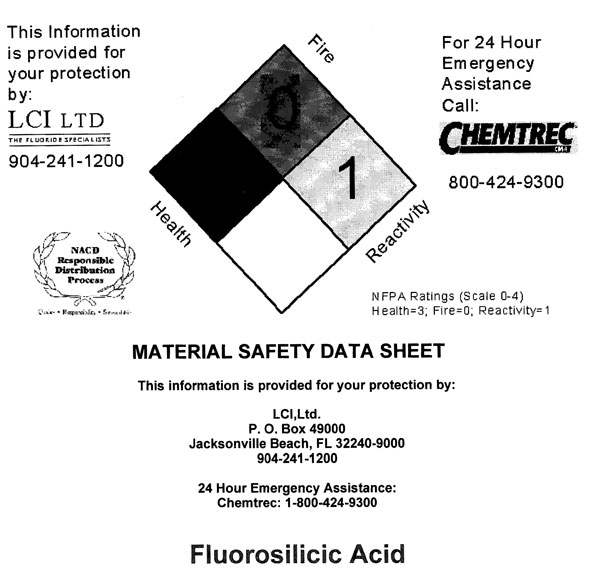 This Information
is provided for
your protection
by:
LCI LTD
THE FLUORIDE SPECIALISTS
904-241-1200
Fire
0
1
Health
Reactivity
For 24 Hour
Emergency
Assistance
Call:
CHEMTREC
CMA
800-424-9300
NACD
Responsible
Distribution
Process
NFPA Ratings (Scale 0-4)
Health=3; Fire=0; Reactivity=1
MATERIAL SAFETY DATA SHEET
This information is provided for your protection by:
LCI,Ltd.
P. O. Box 49000
Jacksonville Beach, FL 32240-9000
904-241-1200
24 Hour Emergency Assistance:
Chemtrec: 1-800-424-9300
Fluorosilicic Acid